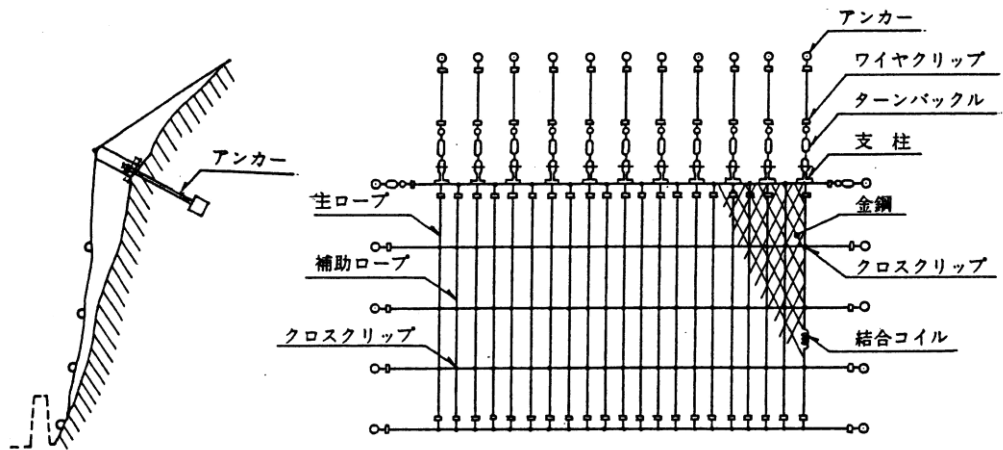 アンカー
ワイヤクリップ
ターンバックル
支柱
アンカー
主ロープ
金鋼
補助ロープ
クロスクリップ
クロスクリップ
結合コイル